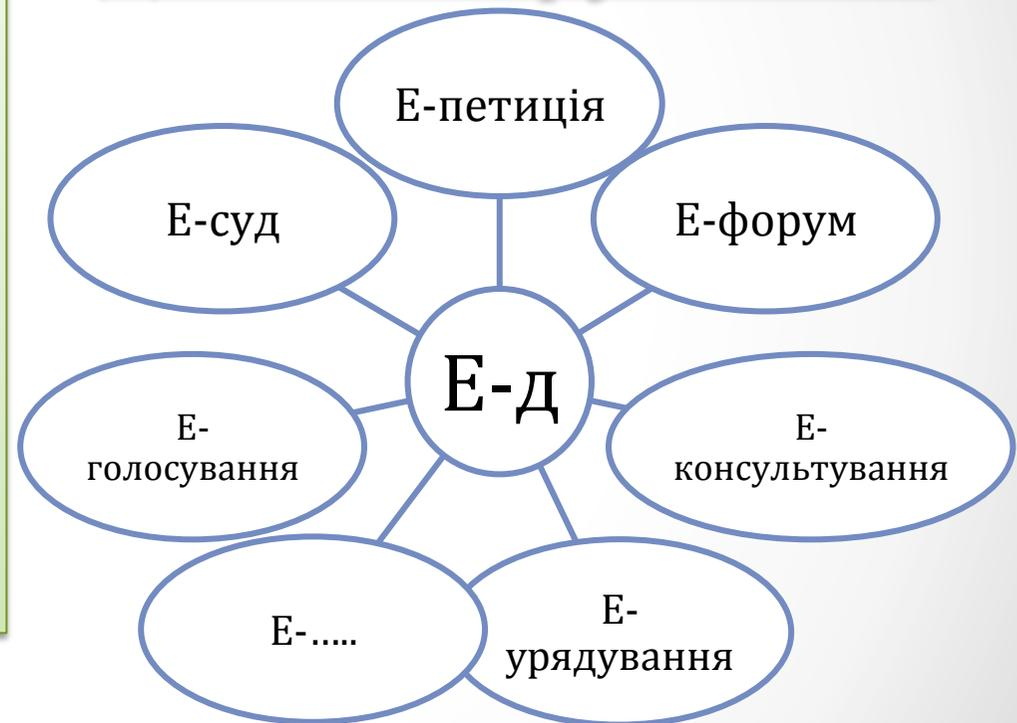 Е-петиція
Е-суд
Е-форум
Е-д
Е-
голосування
Е-
консультування
Е-…..
Е-
урядування